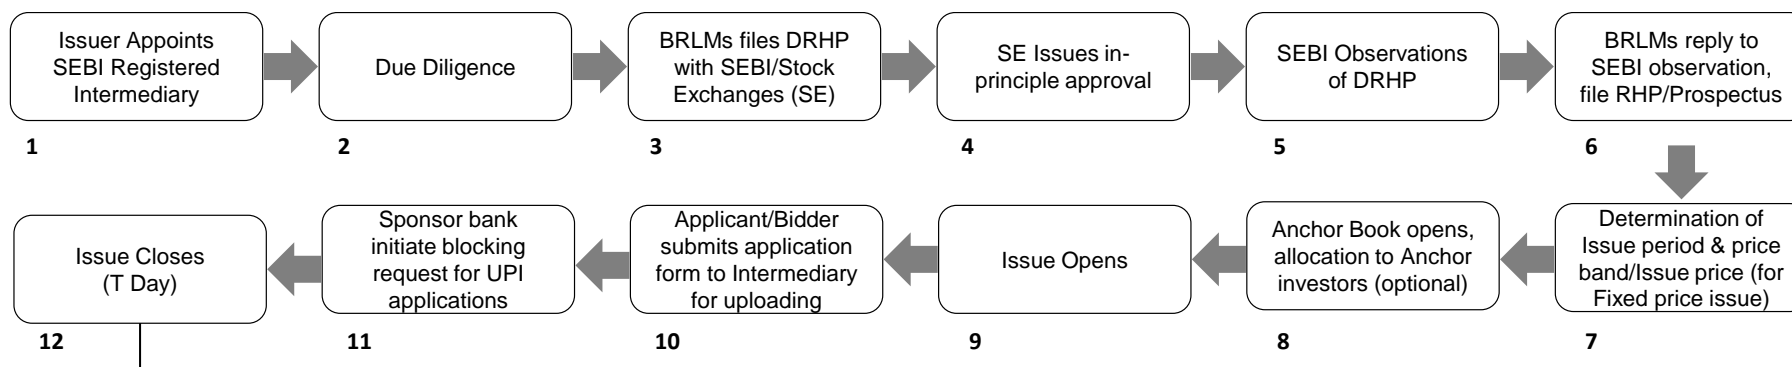 Issuer Appoints
SEBI Registered
Intermediary
1
Due Diligence
2
BRLMs files DRHP
with SEBI/Stock
Exchanges (SE)
3
SE Issues in-
principle approval
4
SEBI Observations
of DRHP
5
BRLMs reply to
SEBI observation,
file RHP/Prospectus
6
Determination of
Issue period & price
band/Issue price (for
Fixed price issue)
7
Anchor Book opens,
allocation to Anchor
investors (optional)
8
Issue Opens
9
Applicant/Bidder
submits application
form to Intermediary
for uploading
10
Sponsor bank
initiate blocking
request for UPI
applications
11
Issue Closes
(T Day)
12